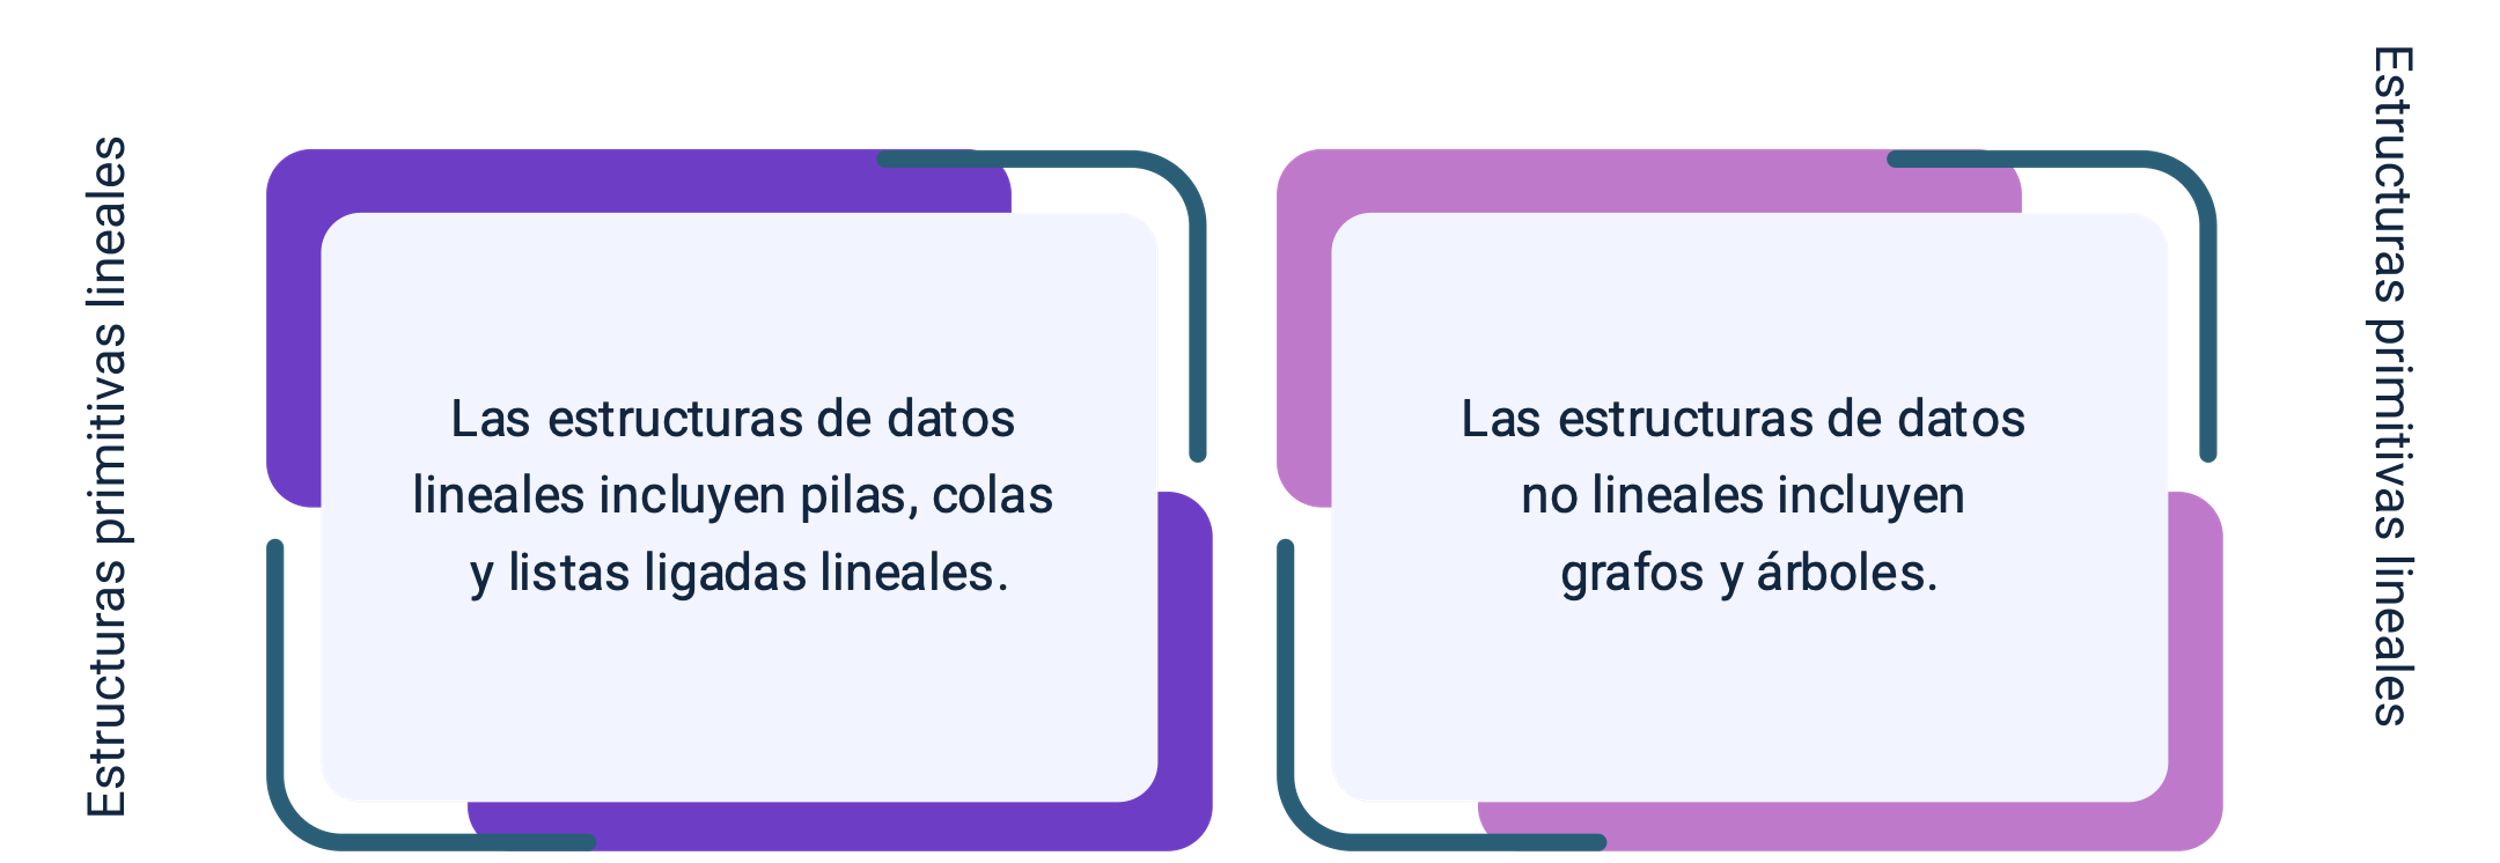 Estructuras primitivas lineales
Las estructuras de datos
lineales incluyen pilas, colas
y listas ligadas lineales.
Las estructuras de datos
no lineales incluyen
grafos y árboles.
Estructuras primitivas lineales